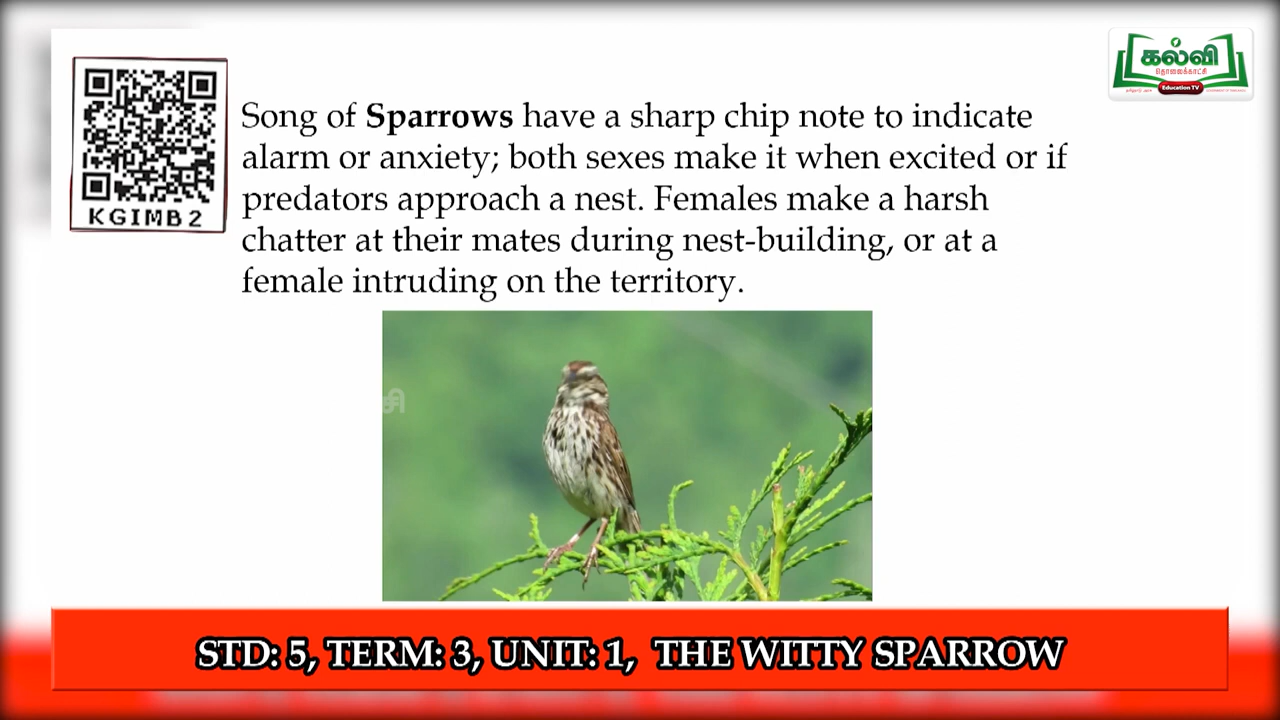 கல்வி
தொலைக்காட்சி
Education TV
KGIMB2
Song of Sparrows have a sharp chip note to indicate
alarm or anxiety; both sexes make it when excited or if
predators approach a nest. Females make a harsh
chatter at their mates during nest-building, or at a
female intruding on the territory.
சி
STD: 5, TERM: 3, UNIT: 1, THE WITTY SPARROW